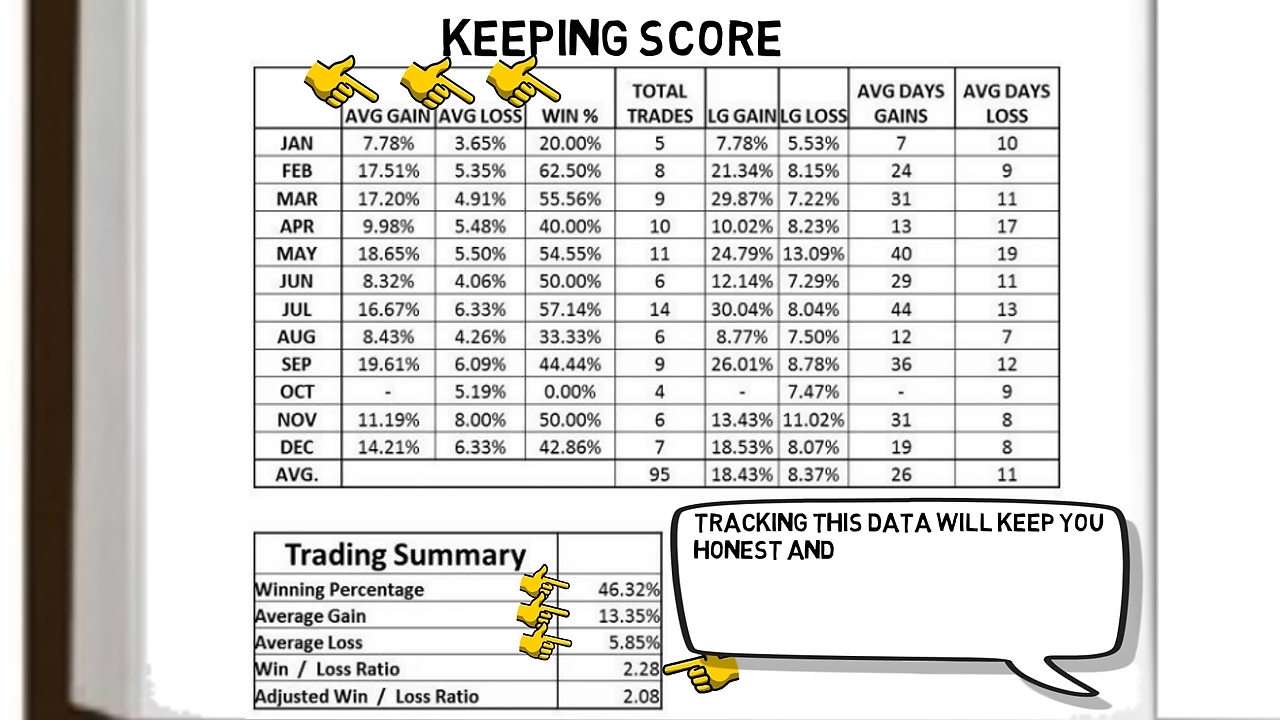 KEEPING SCORE
AVG GAIN AVG LOSS WIN % TOTAL TRADES LG GAIN LG LOSS AVG DAYS GAINS AVG DAYS LOSS
JAN 7.78% 3.65% 20.00% 5 7.78% 5.53% 7 10
FEB 17.51% 5.35% 62.50% 8 21.34% 8.15% 24 9
MAR 17.20% 4.91% 55.56% 9 29.87% 7.22% 31 11
APR 9.98% 5.48% 40.00% 10 10.02% 8.23% 13 17
MAY 18.65% 5.50% 54.55% 11 24.79% 13.09% 40 19
JUN 8.32% 4.06% 50.00% 6 12.14% 7.29% 29 11
JUL 16.67% 6.33% 57.14% 14 30.04% 8.04% 44 13
AUG 8.43% 4.26% 33.33% 6 8.77% 7.50% 12 7
SEP 19.61% 6.09% 44.44% 9 26.01% 8.78% 36 12
OCT - 5.19% 0.00% 4 - 7.47% - 9
NOV 11.19% 8.00% 50.00% 6 13.43% 11.02% 31 8
DEC 14.21% 6.33% 42.86% 7 18.53% 8.07% 19 8
AVG. 95 18.43% 8.37% 26 11
Trading Summary
Winning Percentage 46.32%
Average Gain 13.35%
Average Loss 5.85%
Win / Loss Ratio 2.28
Adjusted Win / Loss Ratio 2.08
TRACKING THIS DATA WILL KEEP YOU
HONEST AND